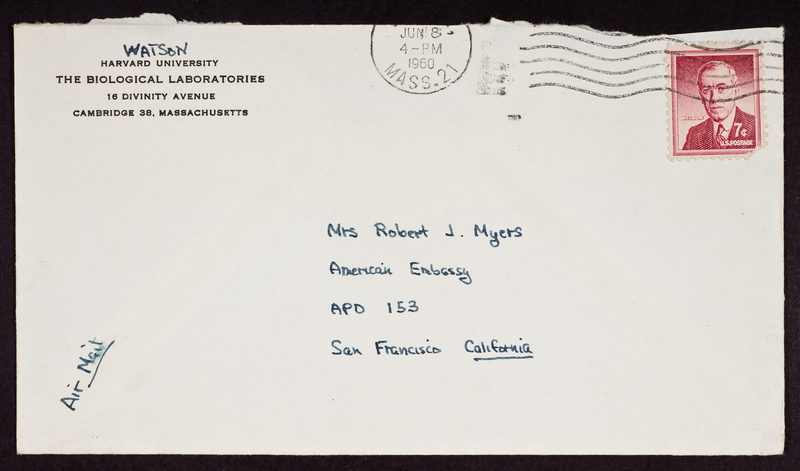 WATSON
HARVARD UNIVERSITY
THE BIOLOGICAL LABORATORIES
16 DIVINITY AVENUE
CAMBRIDGE 38, MASSACHUSETTS
JUN 8
4-PM
1960
MASS. 21
WILSON
7¢
U.S. POSTAGE
Mrs Robert J. Myers
American Embassy
APO 153
San Francisco California
Air Mail